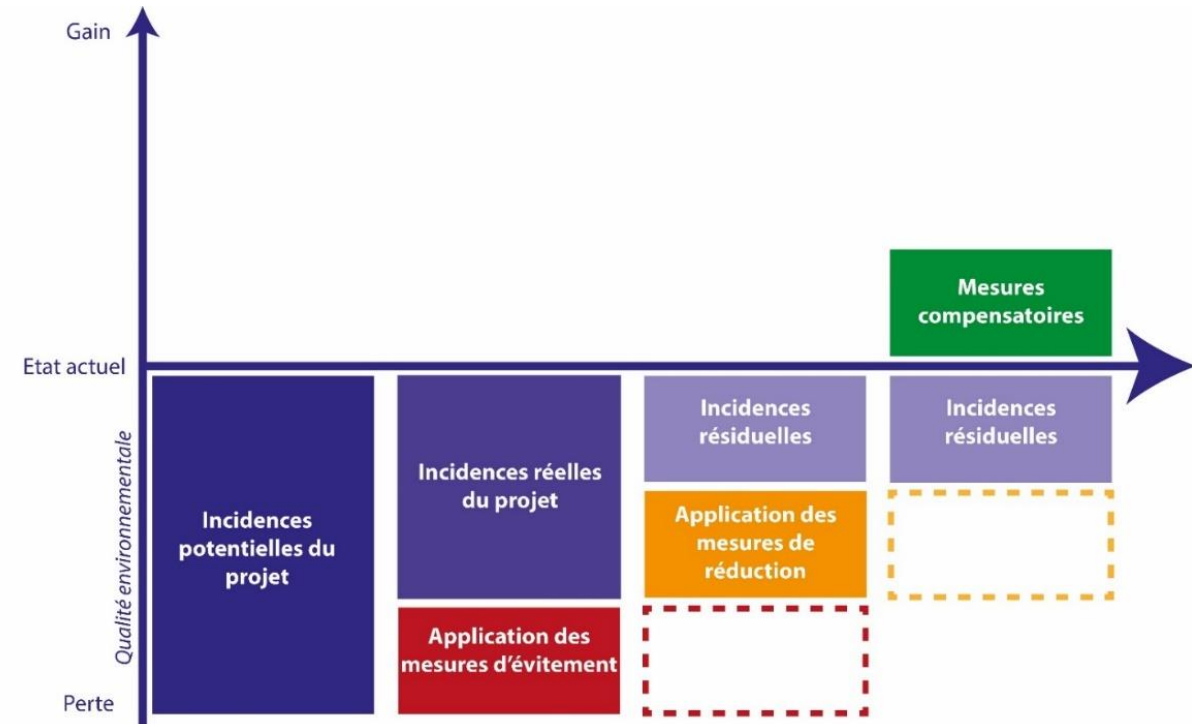 Gain
Mesures
compensatoires
Etat actuel
Qualité environnementale
Incidences
potentielles du
projet
Incidences réelles
du projet
Application des
mesures d'évitement
Incidences
résiduelles
Application des
mesures de
réduction
Incidences
résiduelles
Perte